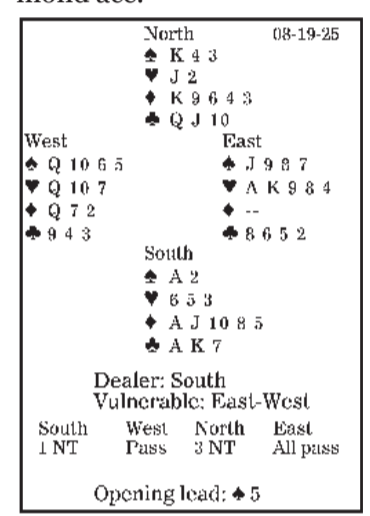 mond ace.
North 08-19-25
♠ K 4 3
♥ J 2
♦ K 9 6 4 3
♣ Q J 10
West East
♠ Q 10 6 5 ♠ J 9 8 7
♥ Q 10 7 ♥ A K 9 8 4
♦ Q 7 2 ♦ --
♣ 9 4 3 ♣ 8 6 5 2
South
♠ A 2
♥ 6 5 3
♦ A J 10 8 5
♣ A K 7
Dealer: South
Vulnerable: East-West
South West North East
1 NT Pass 3 NT All pass
Opening lead: ♠ 5